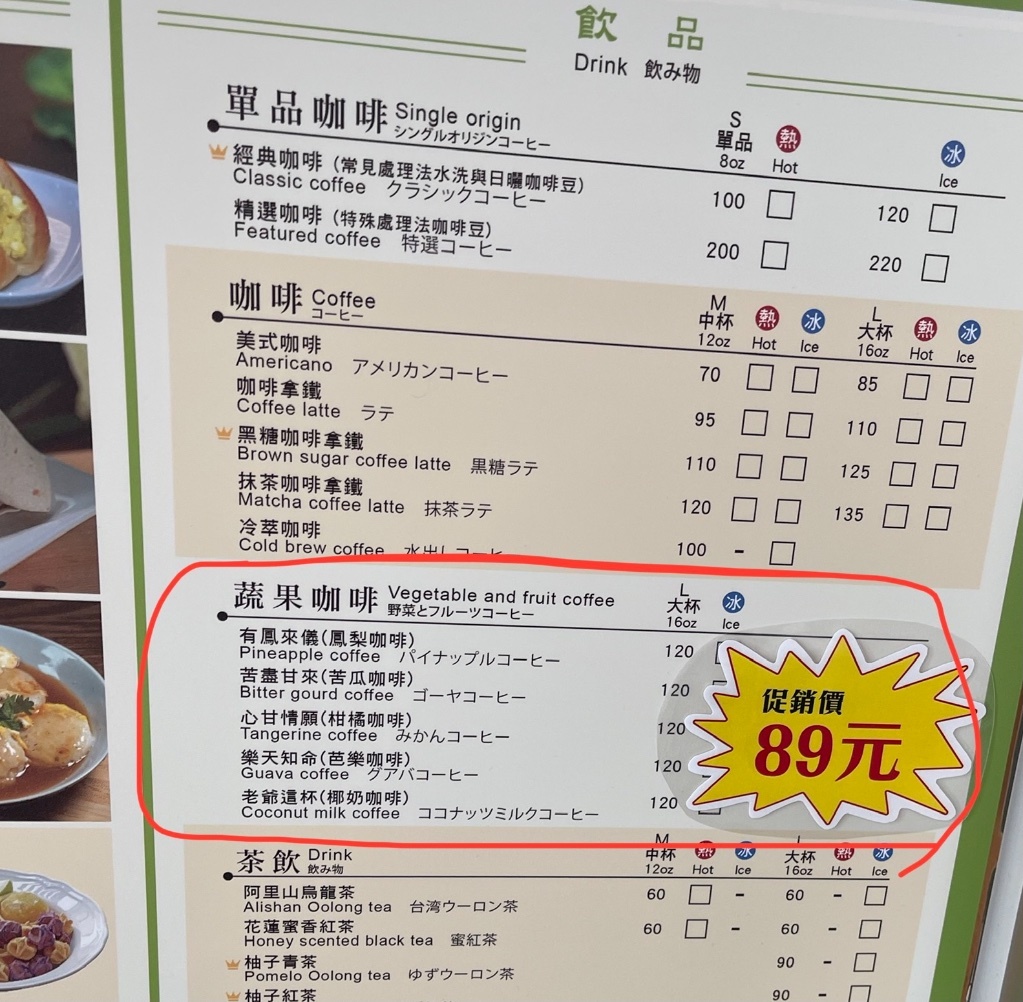 飲品
Drink 飲み物
單品咖啡 Single origin
シングルオリジンコーヒー
S
單品
8oz
熱
Hot
冰
Ice
經典咖啡（常見處理法水洗與日曬咖啡豆）
Classic coffee クラシックコーヒー
100 120
精選咖啡（特殊處理法咖啡豆）
Featured coffee 特選コーヒー
200 220
咖啡 Coffee
コーヒー
M
中杯
12oz
熱
Hot
冰
Ice
L
大杯
16oz
熱
Hot
冰
Ice
美式咖啡
Americano アメリカンコーヒー
70 85
咖啡拿鐵
Coffee latte ラテ
95 110
黑糖咖啡拿鐵
Brown sugar coffee latte 黒糖ラテ
110 125
抹茶咖啡拿鐵
Matcha coffee latte 抹茶ラテ
120 135
冷萃咖啡
Cold brew coffee 水出しコーヒー
100 -
蔬果咖啡 Vegetable and fruit coffee
野菜とフルーツコーヒー
L
大杯
16oz
冰
Ice
有鳳來儀(鳳梨咖啡)
Pineapple coffee パイナップルコーヒー
120
苦盡甘來(苦瓜咖啡)
Bitter gourd coffee ゴーヤコーヒー
120
心甘情願(柑橘咖啡)
Tangerine coffee みかんコーヒー
120
樂天知命(芭樂咖啡)
Guava coffee グアバコーヒー
120
老爺這杯(椰奶咖啡)
Coconut milk coffee ココナッツミルクコーヒー
120
促銷價
89元
茶飲 Drink
飲み物
M
中杯
12oz
熱
Hot
冰
Ice
L
大杯
16oz
熱
Hot
冰
Ice
阿里山烏龍茶
Alishan Oolong tea 台湾ウーロン茶
60 - 60 -
花蓮蜜香紅茶
Honey scented black tea 蜜紅茶
60 - 60 -
柚子青茶
Pomelo Oolong tea ゆずウーロン茶
90 -
柚子紅茶
90 -